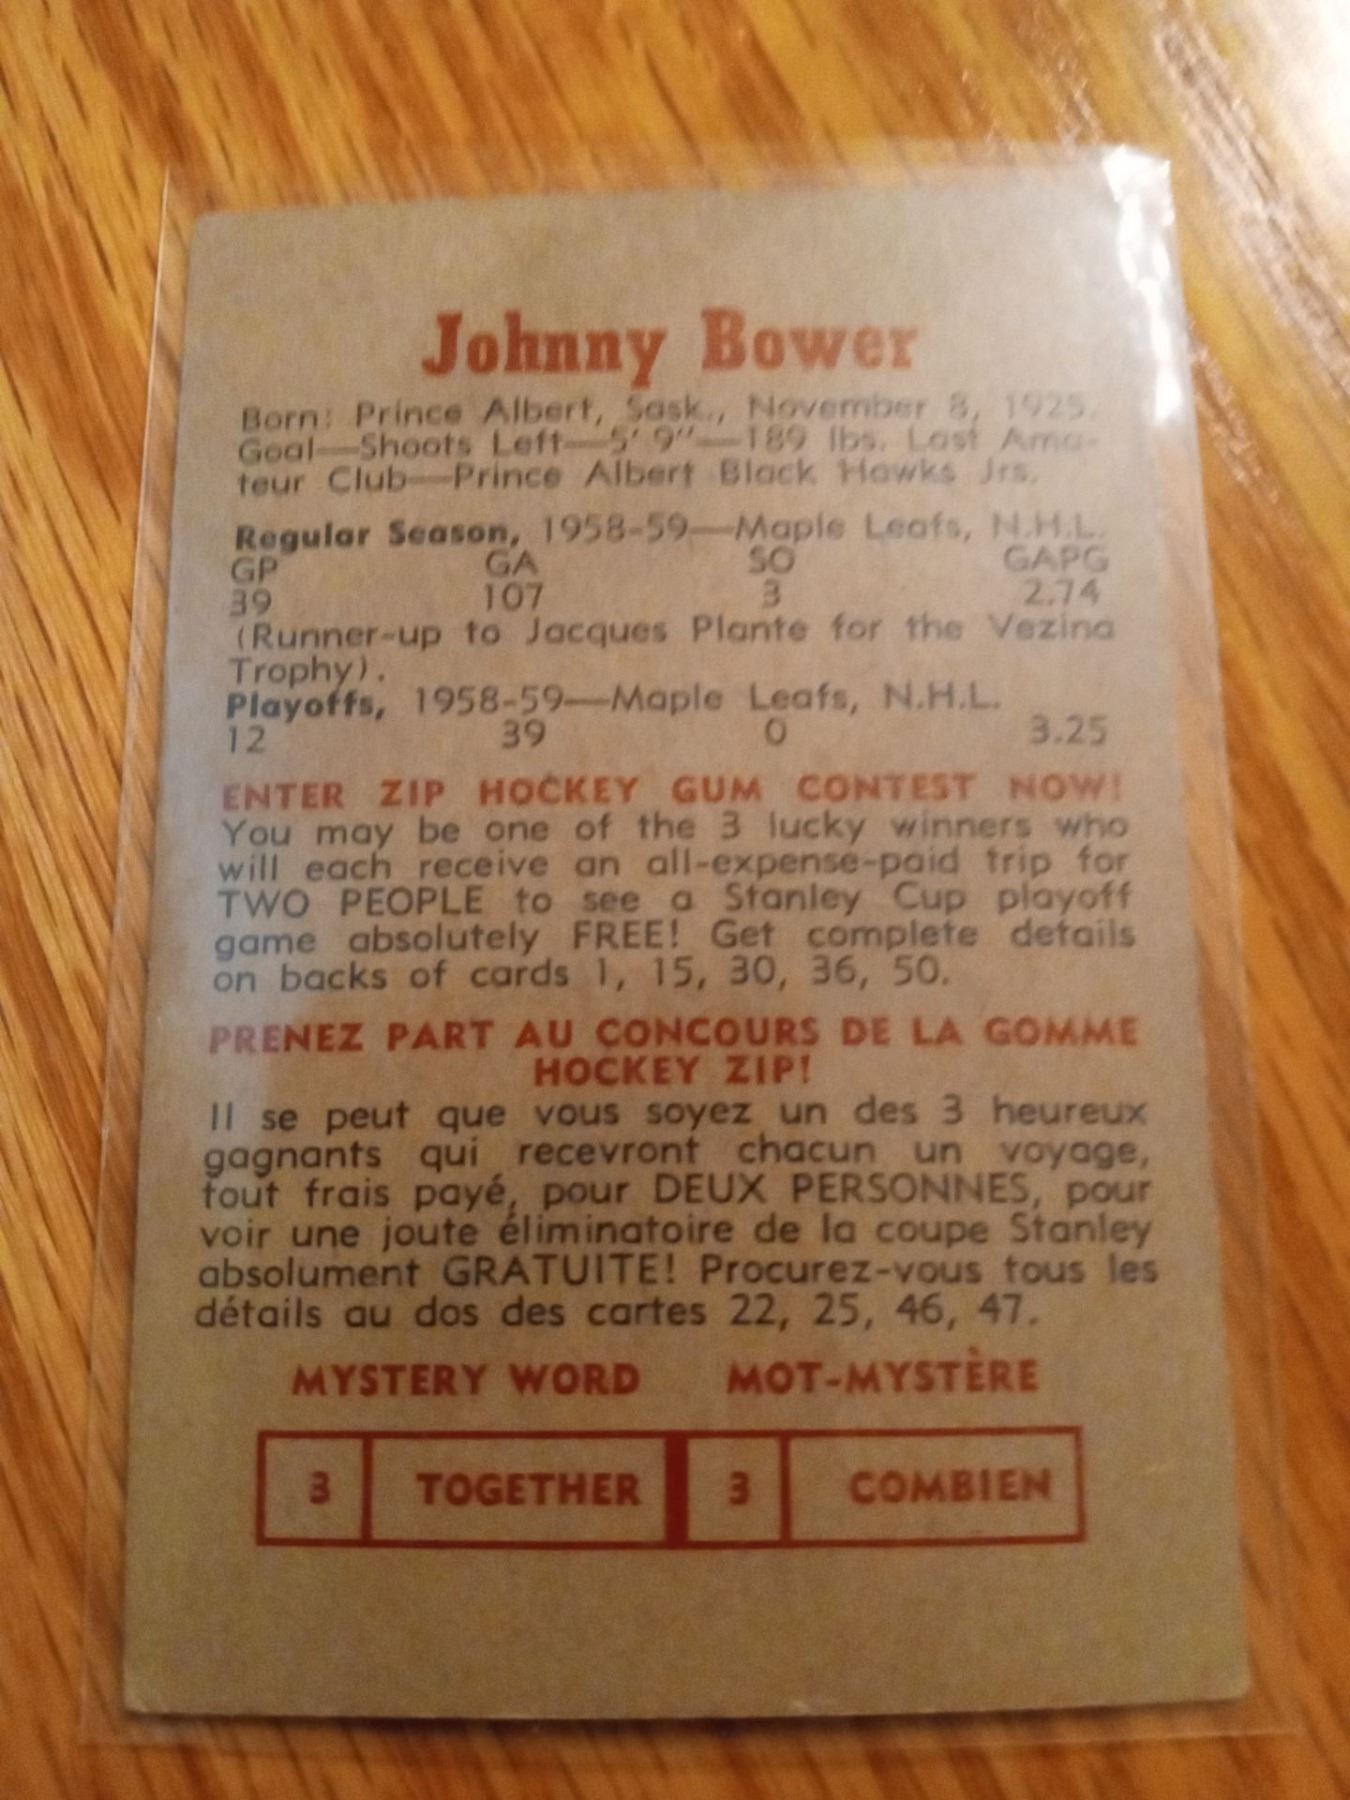 Johnny Bower
Born: Prince Albert, Sask., November 8, 1925.
Goal—Shoots Left—5' 9"—189 lbs. Last Ama-
teur Club—Prince Albert Black Hawks Jrs.
Regular Season, 1958-59—Maple Leafs, N.H.L.
GP GA SO GAPG
39 107 3 2.74
(Runner-up to Jacques Plante for the Vezina
Trophy).
Playoffs, 1958-59—Maple Leafs, N.H.L.
12 39 0 3.25
ENTER ZIP HOCKEY GUM CONTEST NOW!
You may be one of the 3 lucky winners who
will each receive an all-expense-paid trip for
TWO PEOPLE to see a Stanley Cup playoff
game absolutely FREE! Get complete details
on backs of cards 1, 15, 30, 36, 50.
PRENEZ PART AU CONCOURS DE LA GOMME
HOCKEY ZIP!
Il se peut que vous soyez un des 3 heureux
gagnants qui recevront chacun un voyage,
tout frais payé, pour DEUX PERSONNES, pour
voir une joute éliminatoire de la coupe Stanley
absolument GRATUITE! Procurez-vous tous les
détails au dos des cartes 22, 25, 46, 47.
MYSTERY WORD MOT-MYSTÈRE
3 TOGETHER 3 COMBIEN